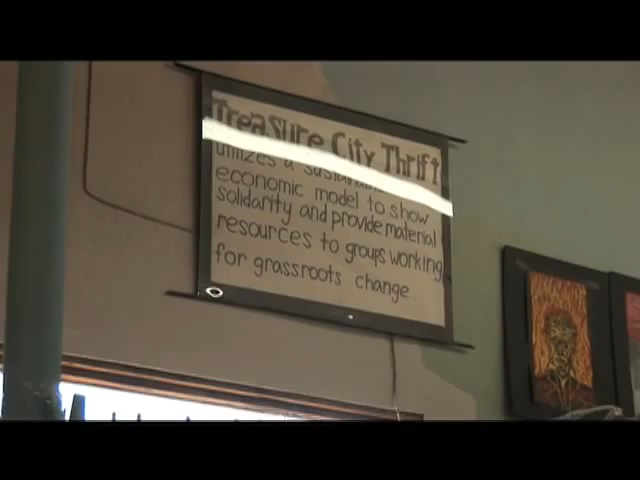 Treasure City Thrift
utilizes a
economic model to show
solidarity and provide material
resources to groups working
for grassroots change.